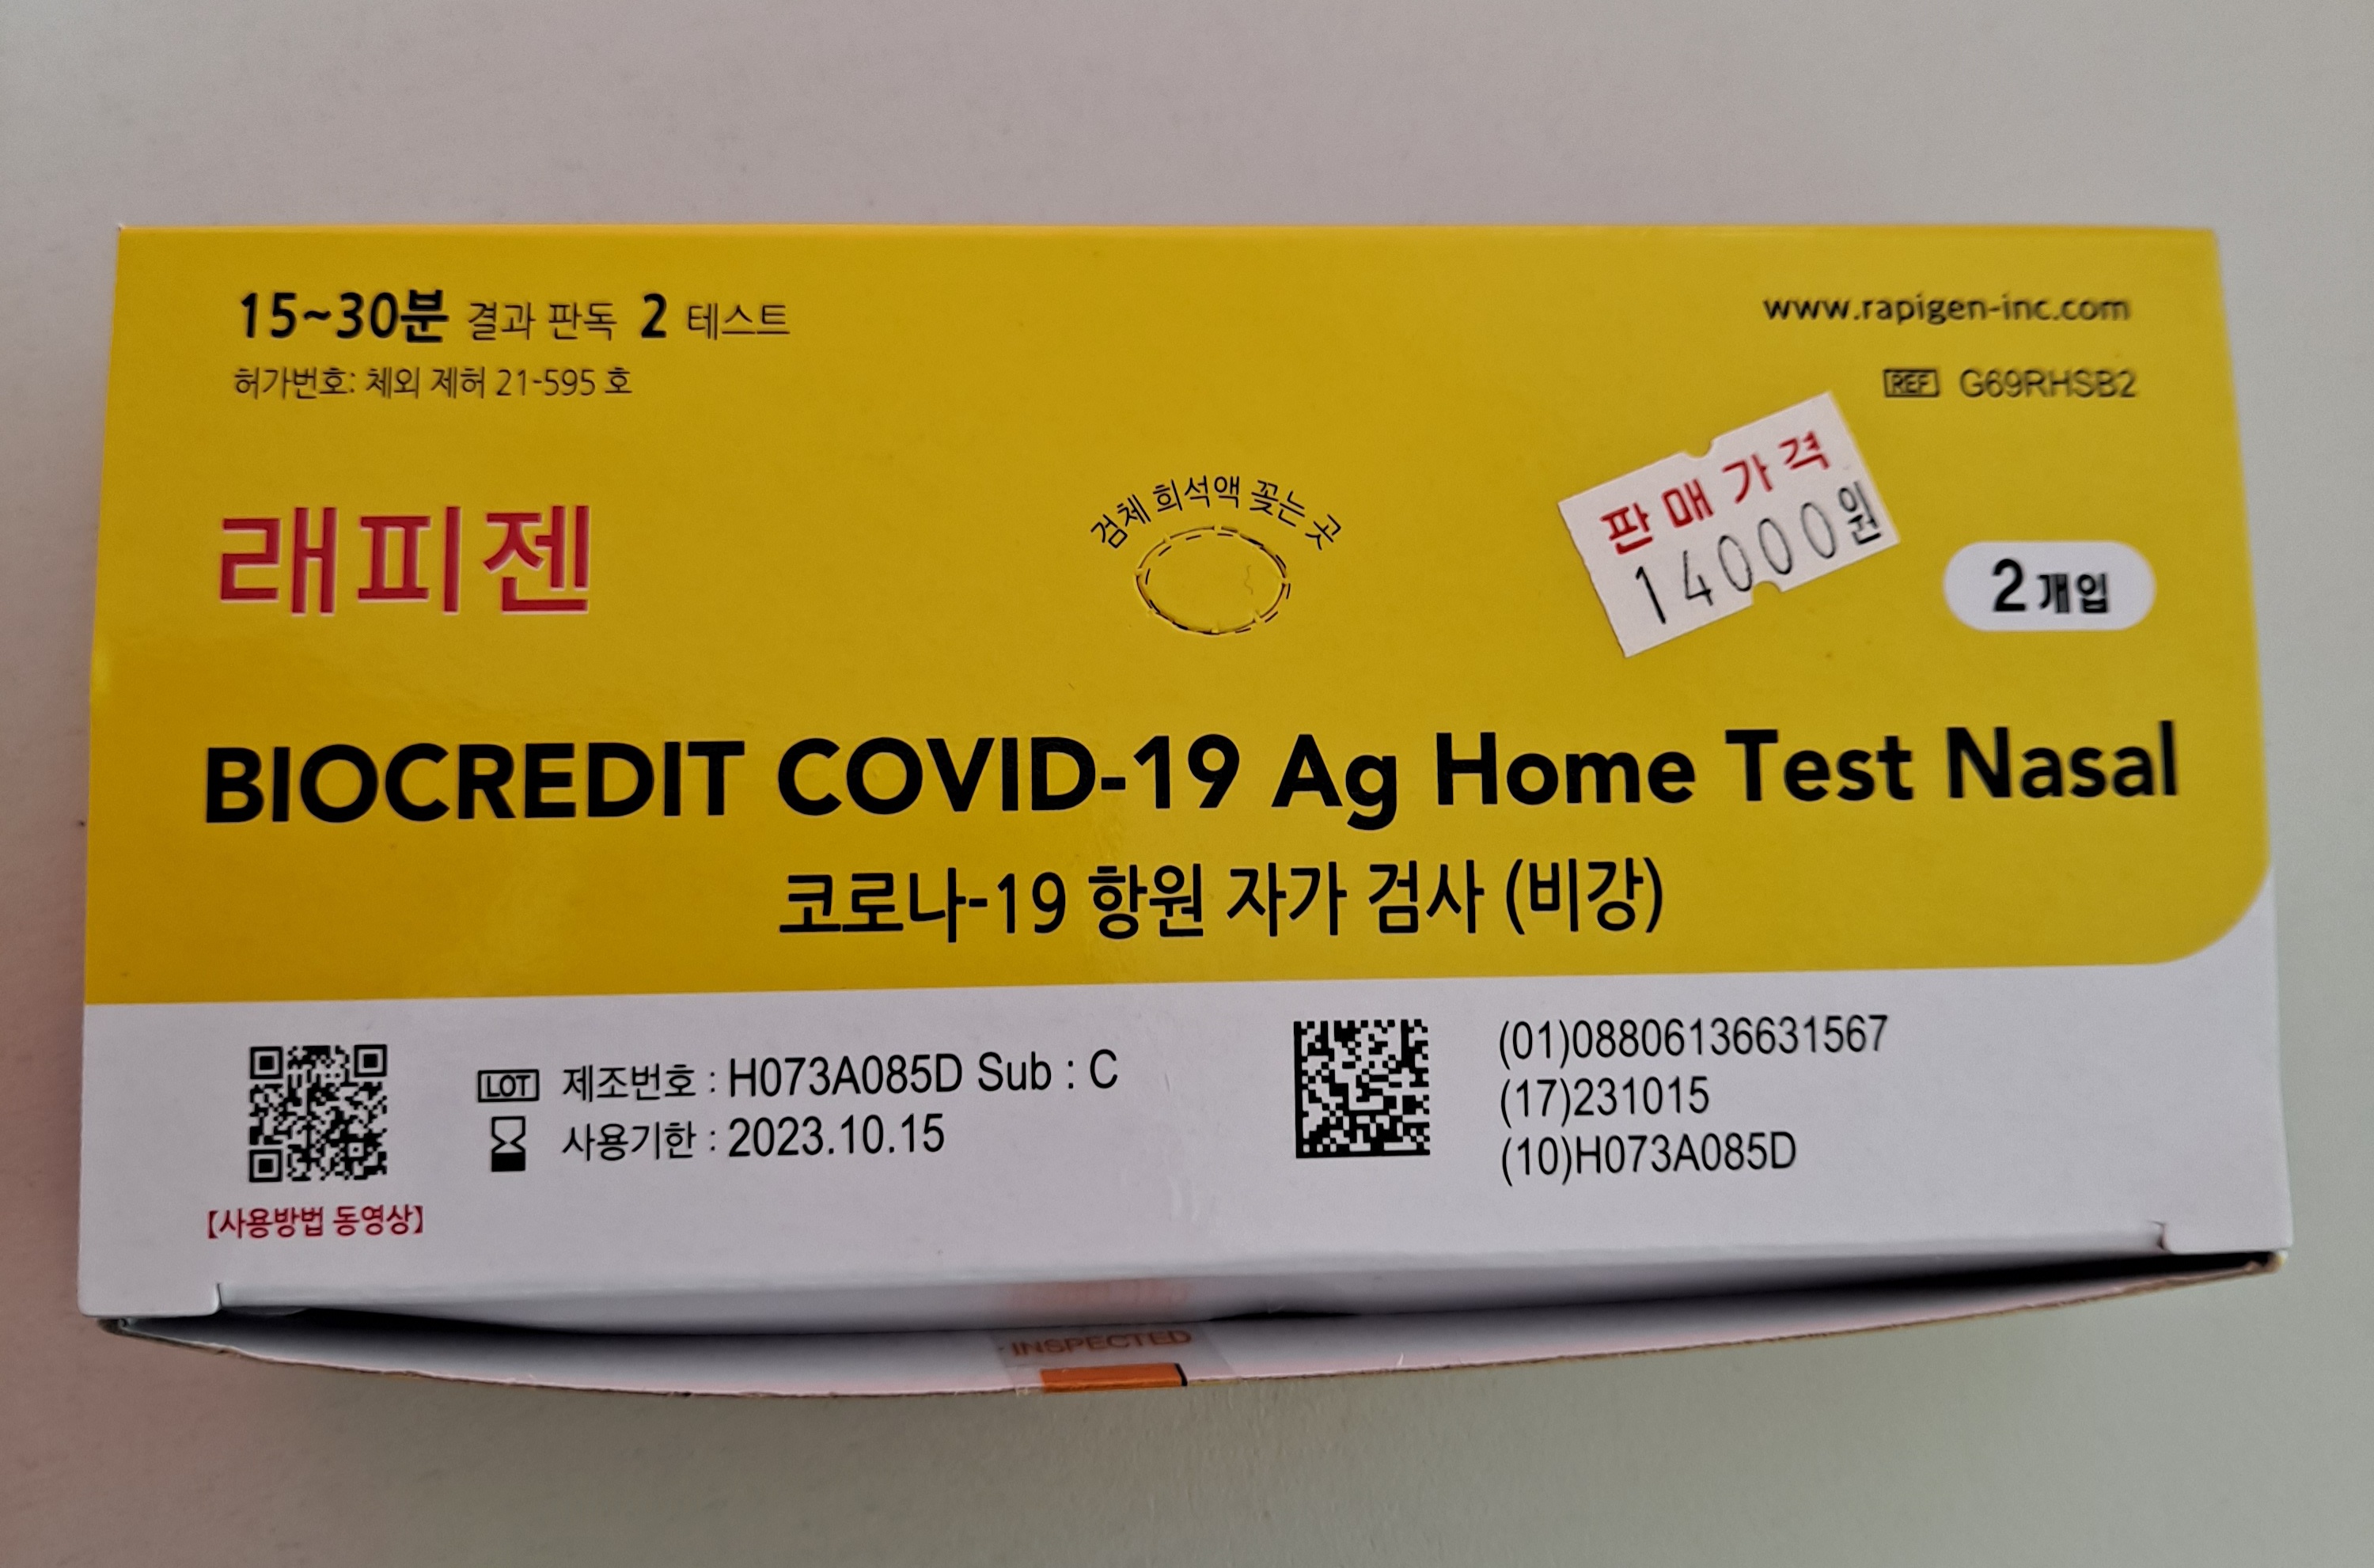 15~30분 결과 판독 2 테스트
허가번호: 체외 제허 21-595 호
www.rapigen-inc.com
REF G69RHSB2
래피젠
검체 희석액 꽂는 곳
판매가격
14000원
2개입
BIOCREDIT COVID-19 Ag Home Test Nasal
코로나-19 항원 자가 검사 (비강)
LOT 제조번호 : H073A085D Sub : C
사용기한 : 2023.10.15
【사용방법 동영상】
(01)08806136631567
(17)231015
(10)H073A085D
INSPECTED